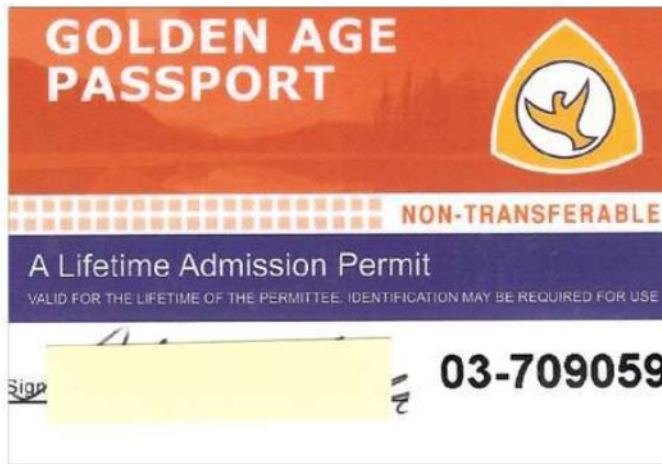 GOLDEN AGE
PASSPORT
NON-TRANSFERABLE
A Lifetime Admission Permit
VALID FOR THE LIFETIME OF THE PERMITTEE. IDENTIFICATION MAY BE REQUIRED FOR USE
Sign
03-709059